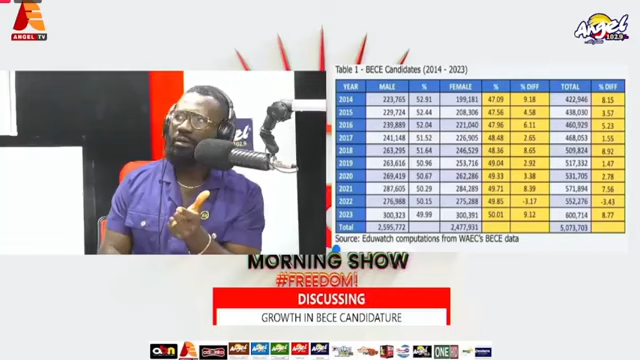 ANGEL TV
Angel
102.9
Table 1 - BECE Candidates (2014 - 2023)
YEAR MALE % FEMALE % % DIFF TOTAL % DIFF
2014 223,765 52.91 199,181 47.09 9.18 422,946 8.15
2015 229,724 52.44 208,306 47.56 4.58 438,030 3.57
2016 239,889 52.04 221,040 47.96 6.11 460,929 5.23
2017 241,148 51.52 226,905 48.48 2.65 468,053 1.55
2018 263,295 51.64 246,529 48.36 8.65 509,824 8.92
2019 263,616 50.96 253,716 49.04 2.92 517,332 1.47
2020 269,419 50.67 262,286 49.33 3.38 531,705 2.78
2021 287,605 50.29 284,289 49.71 8.39 571,894 7.56
2022 276,988 50.15 275,288 49.85 -3.17 552,276 -3.43
2023 300,323 49.99 300,391 50.01 9.12 600,714 8.77
Total 2,595,772 2,477,931 5,073,703
Source: Eduwatch computations from WAEC's BECE data
MORNING SHOW
#FREEDOM!
DISCUSSING
GROWTH IN BECE CANDIDATURE